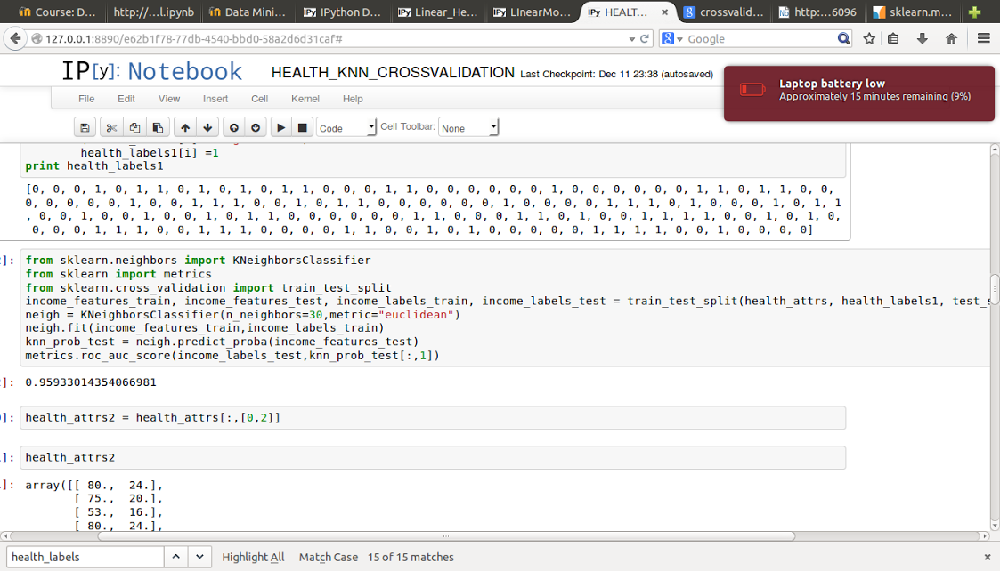 Course: D...
http://...l.ipynb
Data Mini...
IPython D...
Linear_He...
LInearMo...
HEALT...
crossvalid...
http:...6096
sklearn.m...
127.0.0.1:8890/e62b1f78-77db-4540-bbd0-58a2d6d31caf#
Google
IP[y]: Notebook
HEALTH_KNN_CROSSVALIDATION Last Checkpoint: Dec 11 23:38 (autosaved)
Laptop battery low
Approximately 15 minutes remaining (9%)
File Edit View Insert Cell Kernel Help
Code
Cell Toolbar: None
health_labels1[i] =1
print health_labels1
[0, 0, 0, 1, 0, 1, 1, 0, 1, 0, 1, 0, 1, 1, 0, 0, 0, 1, 1, 0, 0, 0, 0, 0, 0, 1, 0, 0, 0, 0, 0, 0, 1, 1, 0, 1, 1, 0, 0,
0, 0, 0, 0, 0, 1, 0, 0, 1, 1, 1, 0, 0, 1, 0, 1, 1, 0, 0, 0, 0, 0, 0, 1, 0, 0, 0, 0, 1, 1, 1, 0, 1, 0, 0, 0, 1, 0, 1, 1
, 0, 0, 1, 0, 0, 1, 0, 0, 1, 0, 1, 1, 0, 0, 0, 0, 0, 0, 1, 1, 0, 0, 0, 1, 1, 0, 1, 0, 0, 1, 1, 1, 1, 0, 0, 1, 0, 1, 0,
0, 0, 0, 1, 1, 1, 0, 0, 1, 1, 1, 0, 0, 0, 0, 1, 1, 0, 0, 1, 0, 1, 0, 0, 0, 0, 0, 1, 1, 1, 1, 0, 0, 1, 0, 0, 0, 0]
]:
from sklearn.neighbors import KNeighborsClassifier
from sklearn import metrics
from sklearn.cross_validation import train_test_split
income_features_train, income_features_test, income_labels_train, income_labels_test = train_test_split(health_attrs, health_labels1, test_s
neigh = KNeighborsClassifier(n_neighbors=30,metric="euclidean")
neigh.fit(income_features_train,income_labels_train)
knn_prob_test = neigh.predict_proba(income_features_test)
metrics.roc_auc_score(income_labels_test,knn_prob_test[:,1])
]: 0.95933014354066981
]: health_attrs2 = health_attrs[:,[0,2]]
]: health_attrs2
]: array([[ 80., 24.],
[ 75., 20.],
[ 53., 16.],
[ 80., 24.],
health_labels
Highlight All Match Case 15 of 15 matches